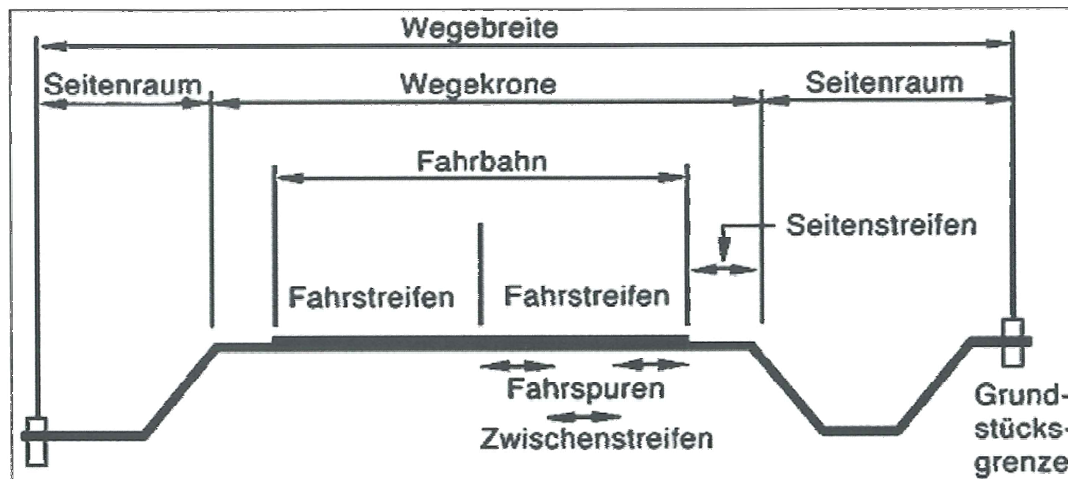 Wegebreite
Seitenraum
Wegekrone
Seitenraum
Fahrbahn
Seitenstreifen
Fahrstreifen
Fahrstreifen
Fahrspuren
Zwischenstreifen
Grund-
stücks-
grenze